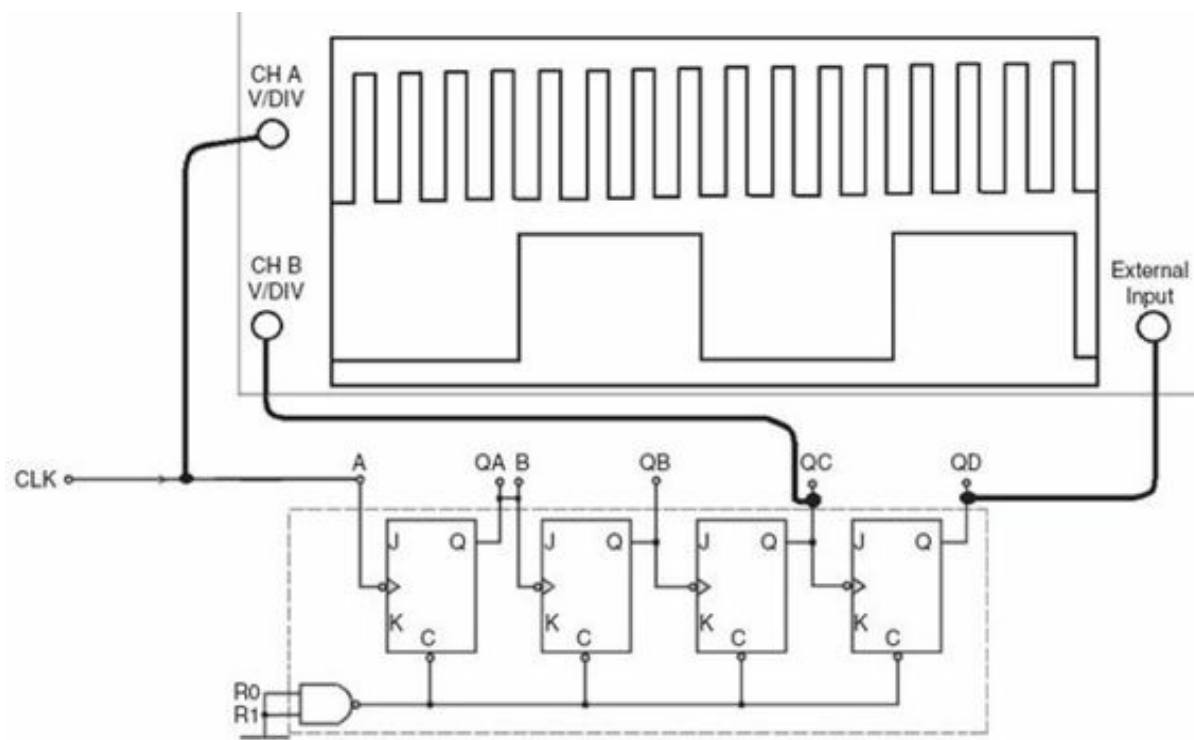 CH A
V/DIV
CH B
V/DIV
External
Input
CLK
A
QA
B
QB
QC
QD
J
Q
K
C
J
Q
K
C
J
Q
K
C
J
Q
K
C
R0
R1